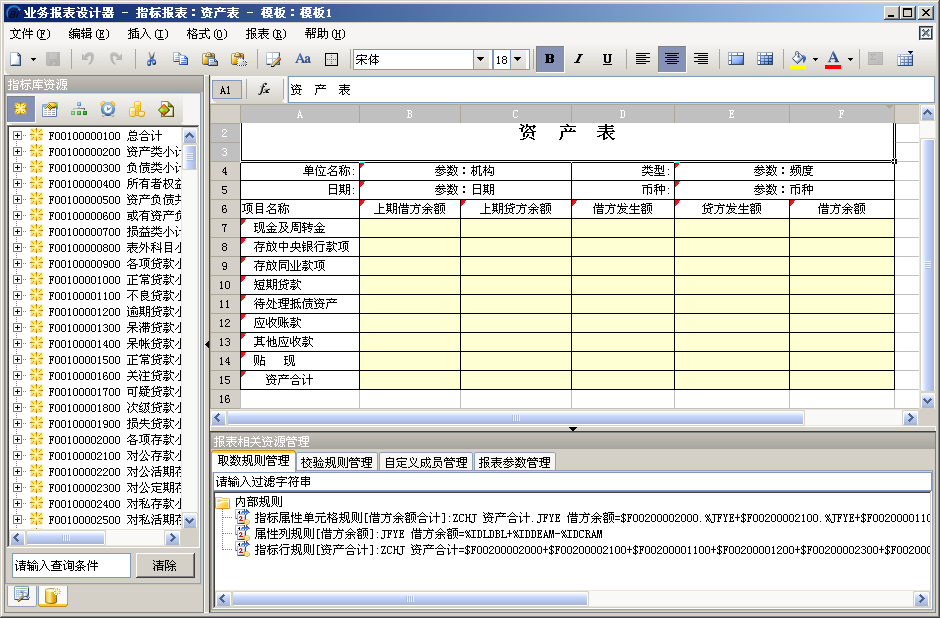 业务报表设计器 - 指标报表：资产表 - 模板：模板1
文件(F) 编辑(E) 插入(I) 格式(O) 报表(R) 帮助(H)
Aa 宋体 18 B I U A
指标库资源
A1 fx 资 产 表
F00100000100 总合计
F00100000200 资产类小计
F00100000300 负债类小计
F00100000400 所有者权益
F00100000500 资产负债共
F00100000600 或有资产负
F00100000700 损益类小计
F00100000800 表外科目小
F00100000900 各项贷款小
F00100001000 正常贷款小
F00100001100 不良贷款小
F00100001200 逾期贷款小
F00100001300 呆滞贷款小
F00100001400 呆帐贷款小
F00100001500 正常贷款小
F00100001600 关注贷款小
F00100001700 可疑贷款小
F00100001800 次级贷款小
F00100001900 损失贷款小
F00100002000 各项存款小
F00100002100 对公存款小
F00100002200 对公活期存
F00100002300 对公定期存
F00100002400 对私存款小
F00100002500 对私活期存
请输入查询条件 清除
A B C D E F
2 资 产 表
3
4 单位名称: 参数：机构 类型: 参数：频度
5 日期: 参数：日期 币种: 参数：币种
6 项目名称 上期借方余额 上期贷方余额 借方发生额 贷方发生额 借方余额
7 现金及周转金
8 存放中央银行款项
9 存放同业款项
10 短期贷款
11 待处理抵债资产
12 应收账款
13 其他应收款
14 贴 现
15 资产合计
16
报表相关资源管理
取数规则管理 校验规则管理 自定义成员管理 报表参数管理
请输入过滤字符串
内部规则
指标属性单元格规则[借方余额合计]:ZCHJ 资产合计.JFYE 借方余额=$F00200002000.%JFYE+$F00200002100.%JFYE+$F0020000110
属性列规则[借方余额]:JFYE 借方余额=%IDLDBL+%IDDEAM-%IDCRAM
指标行规则[资产合计]:ZCHJ 资产合计=$F00200002000+$F00200002100+$F00200001100+$F00200001200+$F00200002300+$F00200